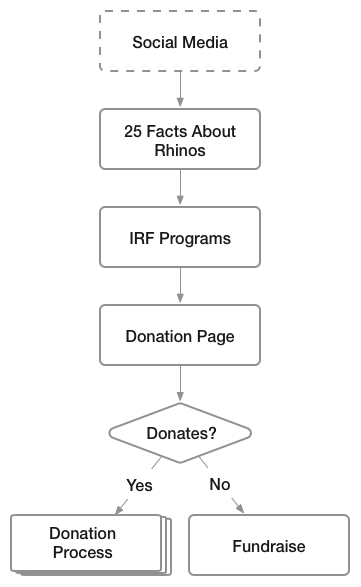 Social Media
25 Facts About
Rhinos
IRF Programs
Donation Page
Donates?
Yes
No
Donation
Process
Fundraise